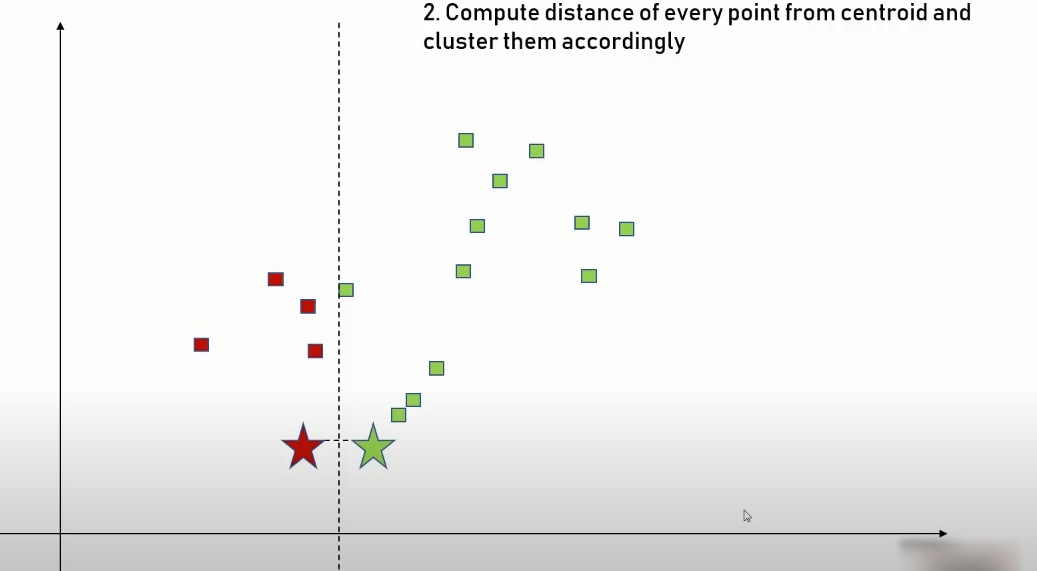 2. Compute distance of every point from centroid and
cluster them accordingly